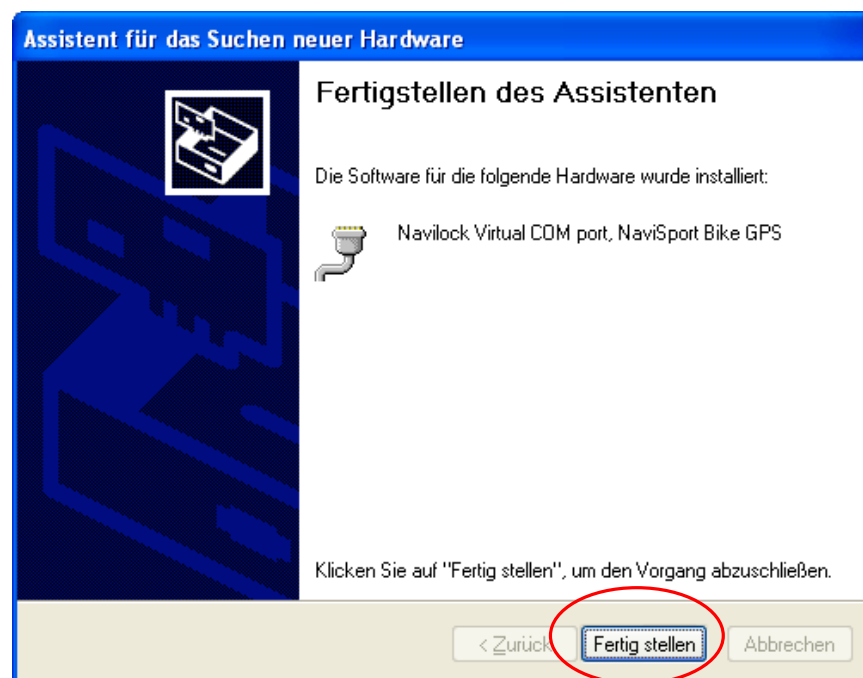 Assistent für das Suchen neuer Hardware
Fertigstellen des Assistenten
Die Software für die folgende Hardware wurde installiert:
Navilock Virtual COM port, NaviSport Bike GPS
Klicken Sie auf "Fertig stellen", um den Vorgang abzuschließen.
< Zurück Fertig stellen Abbrechen